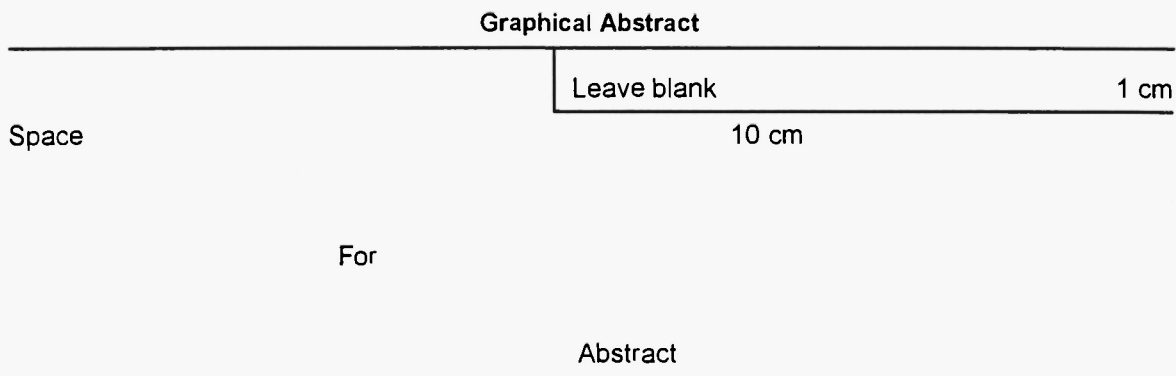 Graphical Abstract
Leave blank 1 cm
Space 10 cm
For
Abstract